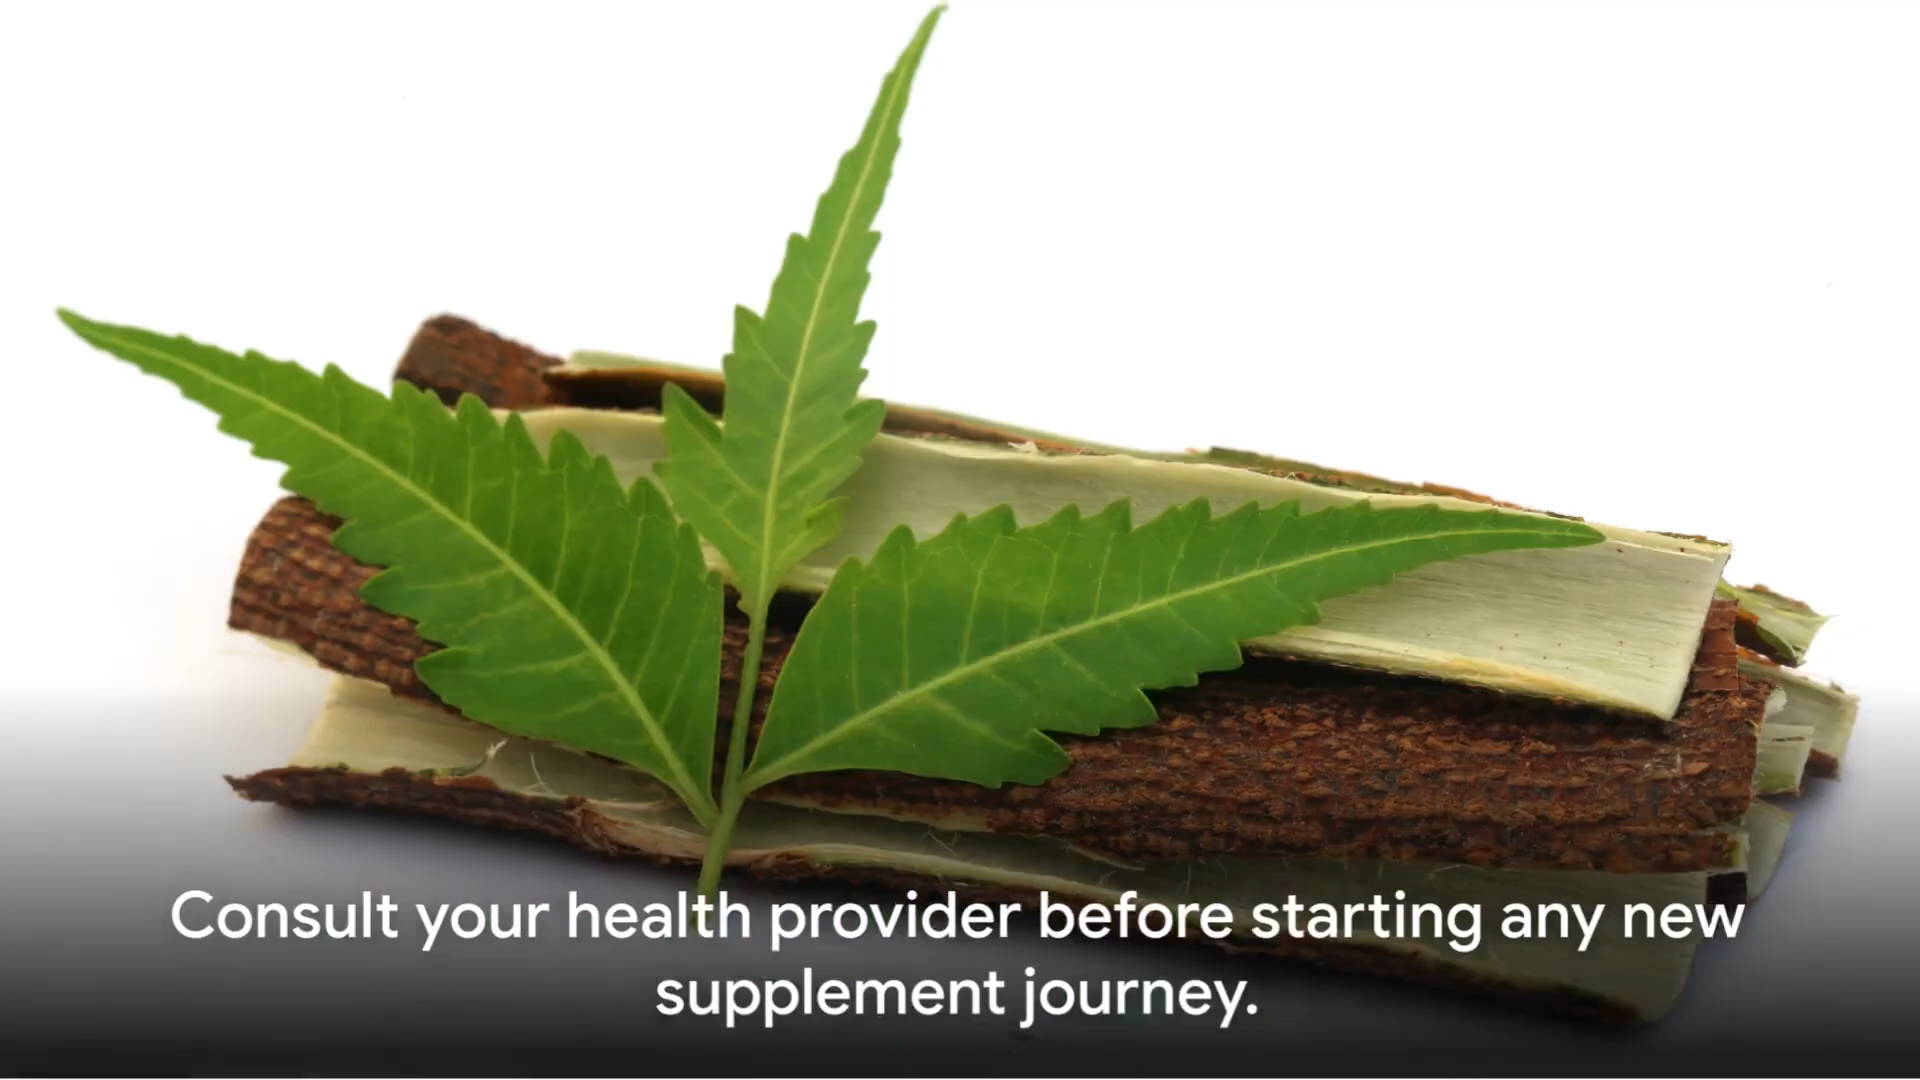 Consult your health provider before starting any new
supplement journey.